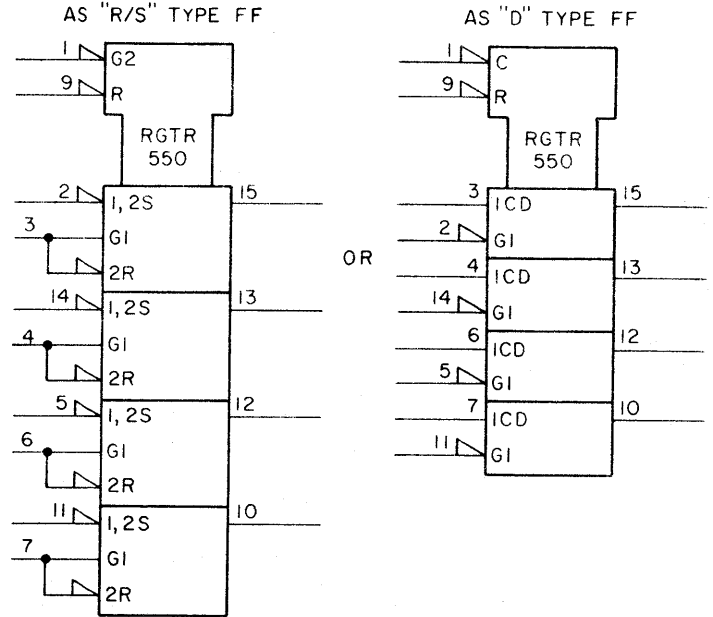 AS "R/S" TYPE FF
1
G2
9
R
RGTR
550
2
1,2S
15
3
G1
2R
14
1,2S
13
4
G1
2R
5
1,2S
12
6
G1
2R
11
1,2S
10
7
G1
2R
OR
AS "D" TYPE FF
1
C
9
R
RGTR
550
3
1CD
15
2
G1
4
1CD
13
14
G1
6
1CD
12
5
G1
7
1CD
10
11
G1